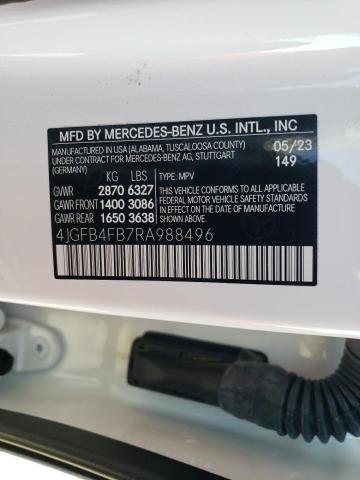 MFD BY MERCEDES-BENZ U.S. INTL., INC
MANUFACTURED IN USA (ALABAMA, TUSCALOOSA COUNTY) 05/23
UNDER CONTRACT FOR MERCEDES-BENZ AG, STUTTGART 149
(GERMANY)
KG LBS TYPE: MPV
GVWR 2870 6327
GAWR FRONT 1400 3086
GAWR REAR 1650 3638
THIS VEHICLE CONFORMS TO ALL APPLICABLE
FEDERAL MOTOR VEHICLE SAFETY
AND THEFT PREVENTION STANDARDS IN EFFECT
ON THE DATE OF MANUFACTURE SHOWN ABOVE.
4JGFB4FB7RA988496